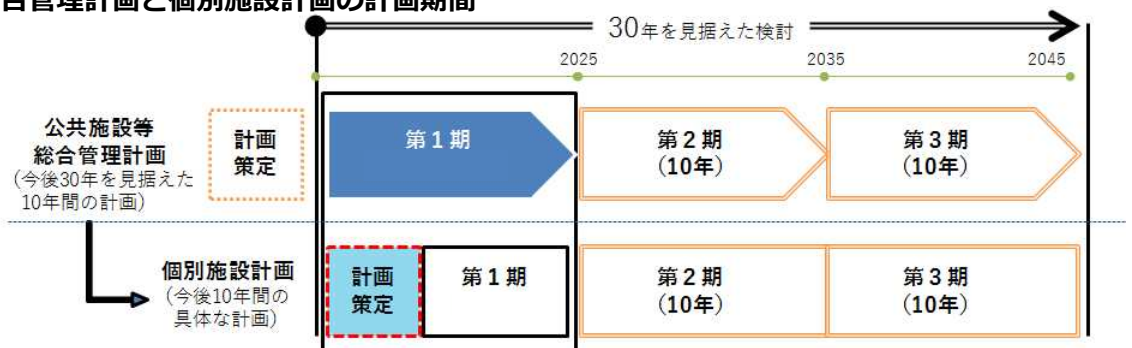 合管理計画と個別施設計画の計画期間
30年を見据えた検討
2025
2035
2045
公共施設等
総合管理計画
(今後30年を見据えた
10年間の計画)
計画
策定
第１期
第２期
(10年)
第３期
(10年)
個別施設計画
(今後10年間の
具体な計画)
計画
策定
第１期
第２期
(10年)
第３期
(10年)